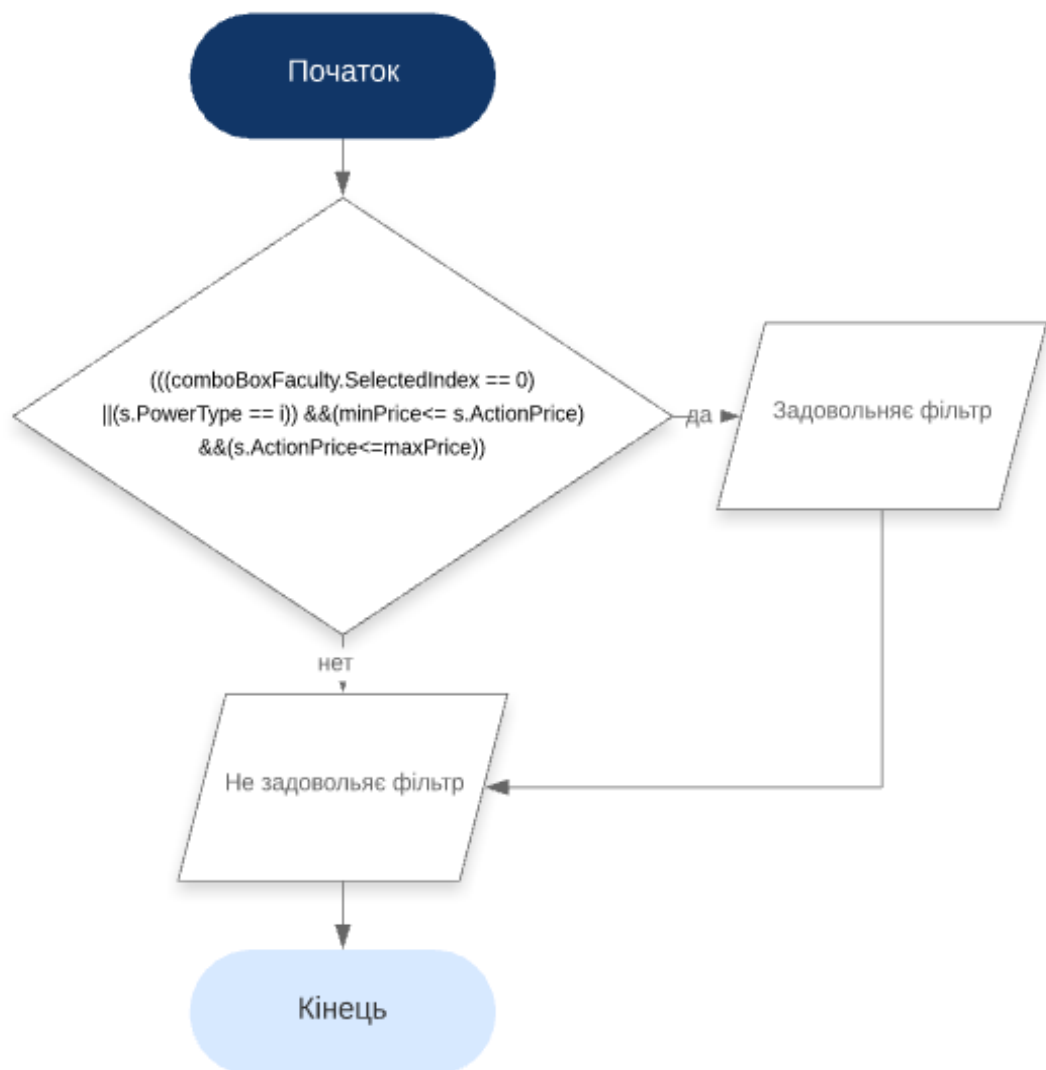 Початок
(((comboBoxFaculty.SelectedIndex == 0)
||(s.PowerType == i)) &&(minPrice<= s.ActionPrice)
&&(s.ActionPrice<=maxPrice))
да
Задовольняє фільтр
нет
Не задовольяє фільтр
Кінець